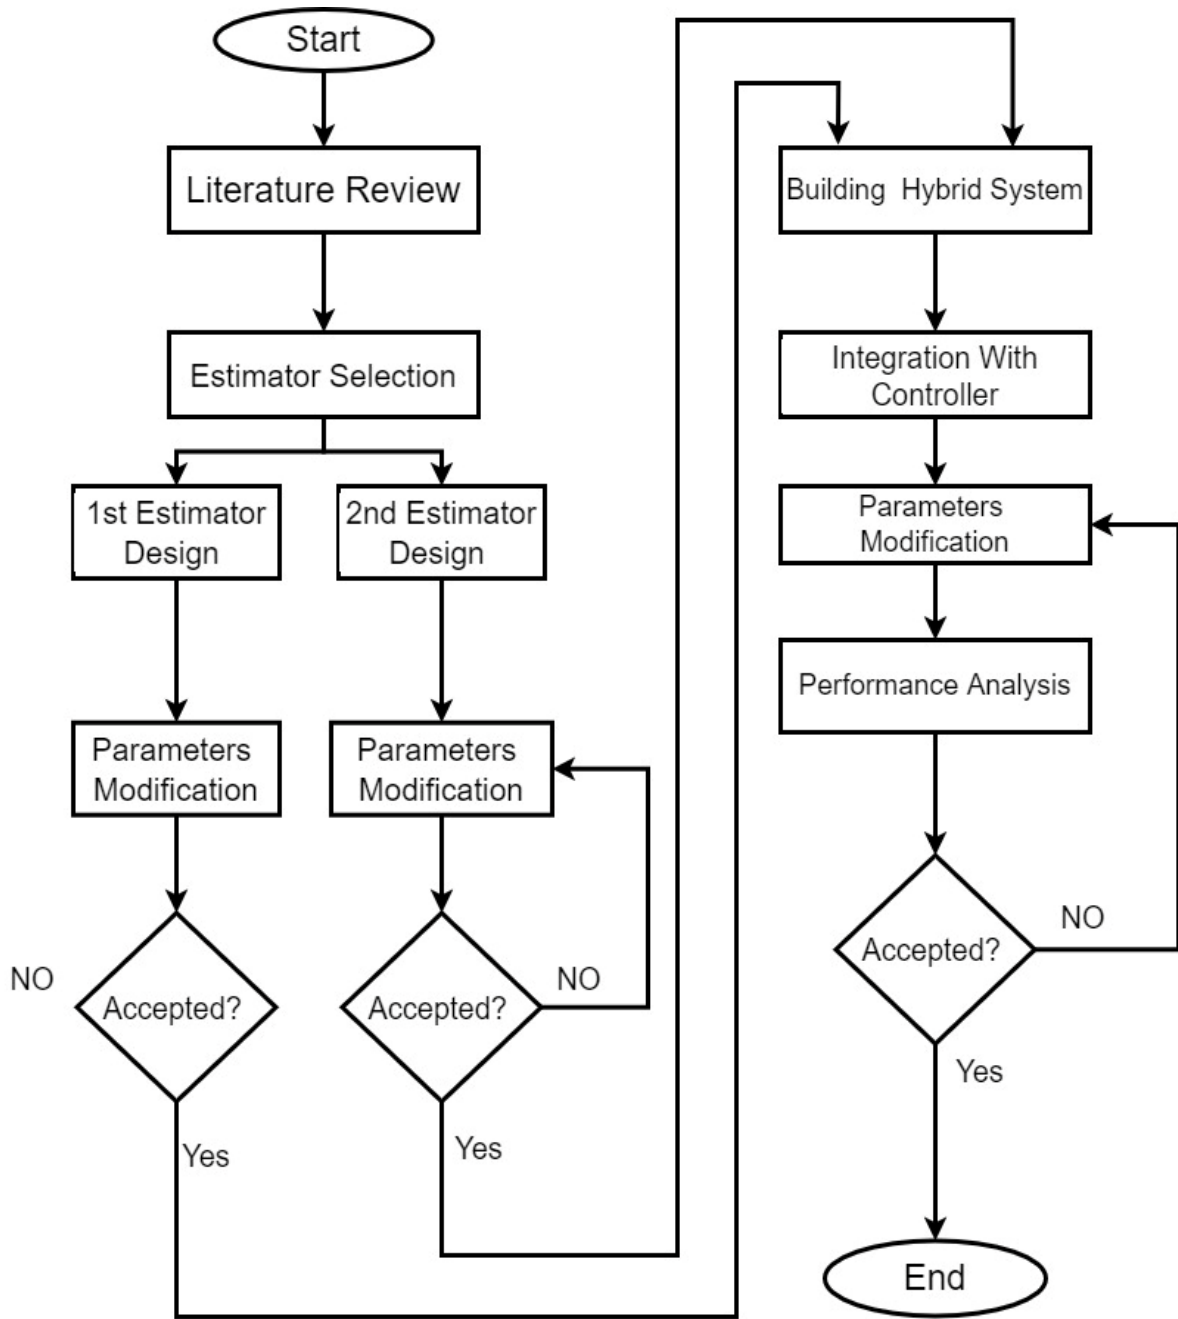 Start
Literature Review
Estimator Selection
1st Estimator
Design
2nd Estimator
Design
Parameters
Modification
Parameters
Modification
NO
Accepted?
Accepted?
NO
Yes
Yes
Building Hybrid System
Integration With
Controller
Parameters
Modification
Performance Analysis
Accepted?
NO
Yes
End